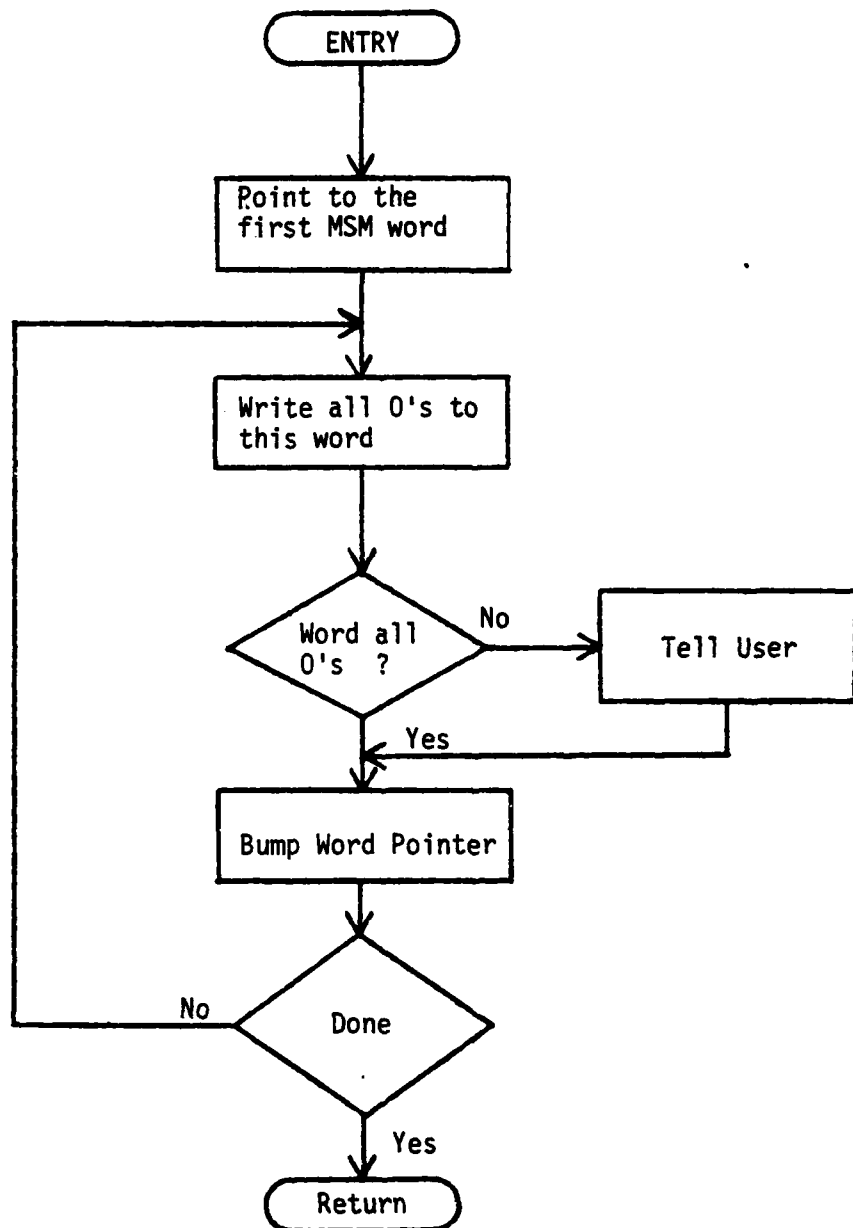 ENTRY
Point to the
first MSM word
Write all 0's to
this word
Word all
0's ?
No
Tell User
Yes
Bump Word Pointer
No
Done
Yes
Return